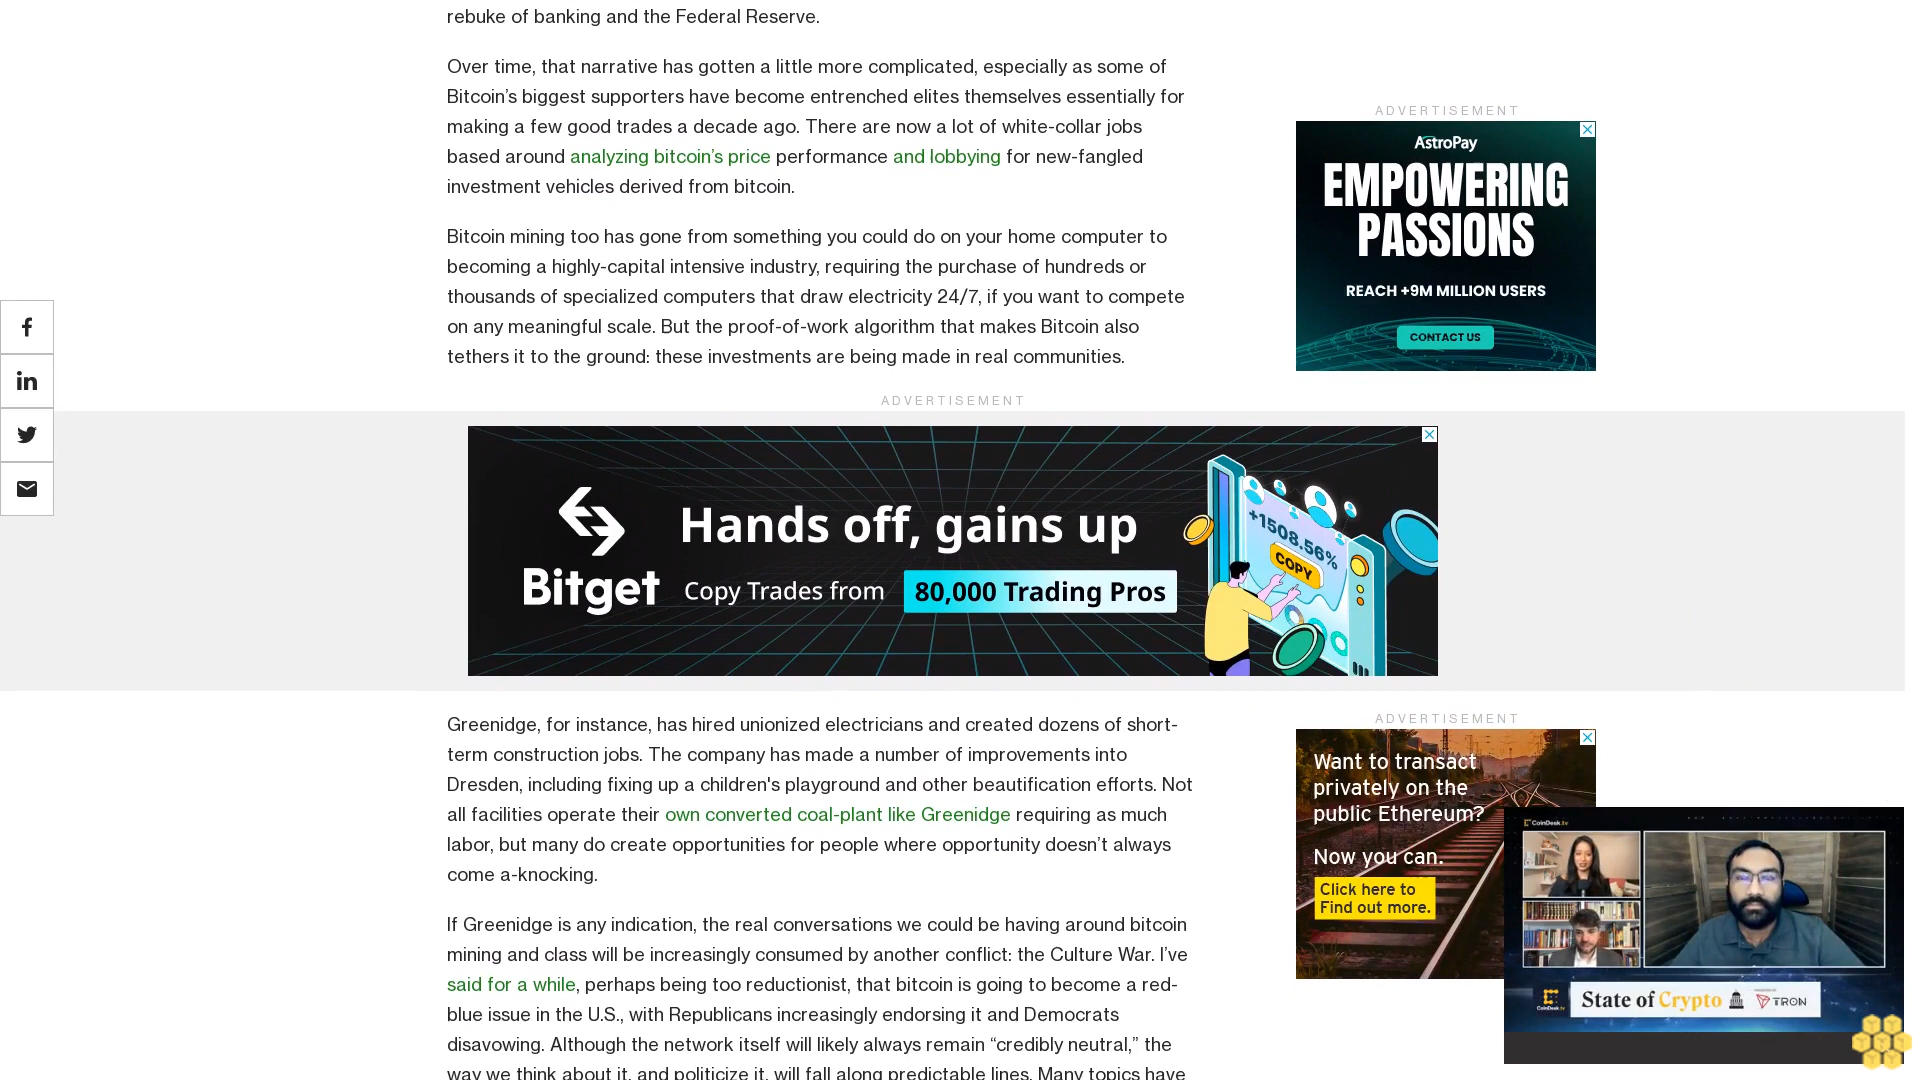 rebuke of banking and the Federal Reserve.
Over time, that narrative has gotten a little more complicated, especially as some of
Bitcoin’s biggest supporters have become entrenched elites themselves essentially for
making a few good trades a decade ago. There are now a lot of white-collar jobs
based around analyzing bitcoin’s price performance and lobbying for new-fangled
investment vehicles derived from bitcoin.
Bitcoin mining too has gone from something you could do on your home computer to
becoming a highly-capital intensive industry, requiring the purchase of hundreds or
thousands of specialized computers that draw electricity 24/7, if you want to compete
on any meaningful scale. But the proof-of-work algorithm that makes Bitcoin also
tethers it to the ground: these investments are being made in real communities.
ADVERTISEMENT
AstroPay
EMPOWERING
PASSIONS
REACH +9M MILLION USERS
CONTACT US
ADVERTISEMENT
Bitget
Hands off, gains up
Copy Trades from 80,000 Trading Pros
+1508.56%
COPY
Greenidge, for instance, has hired unionized electricians and created dozens of short-
term construction jobs. The company has made a number of improvements into
Dresden, including fixing up a children's playground and other beautification efforts. Not
all facilities operate their own converted coal-plant like Greenidge requiring as much
labor, but many do create opportunities for people where opportunity doesn’t always
come a-knocking.
If Greenidge is any indication, the real conversations we could be having around bitcoin
mining and class will be increasingly consumed by another conflict: the Culture War. I’ve
said for a while, perhaps being too reductionist, that bitcoin is going to become a red-
blue issue in the U.S., with Republicans increasingly endorsing it and Democrats
disavowing. Although the network itself will likely always remain “credibly neutral,” the
way we think about it, and politicize it, will fall along predictable lines. Many topics have
ADVERTISEMENT
Want to transact
privately on the
public Ethereum?
Now you can.
Click here to
Find out more.
CoinDesk.tv
CoinDesk.tv
State of Crypto
TRON